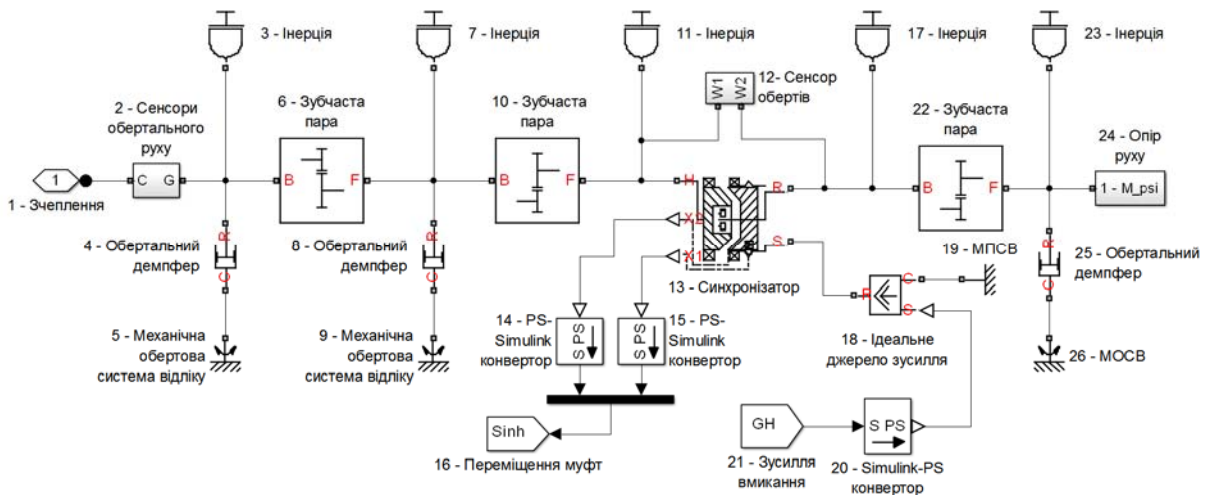 3 - Інерція
7 - Інерція
11 - Інерція
17 - Інерція
23 - Інерція
2 - Сенсори
обертального
руху
6 - Зубчаста
пара
10 - Зубчаста
пара
W1
W2
12- Сенсор
обертів
22 - Зубчаста
пара
24 - Опір
руху
1
C
G
B
F
B
F
H
R
B
F
1 - M_psi
1 - Зчеплення
X2
X1
S
4 - Обертальний
демпфер
R
C
8 - Обертальний
демпфер
R
C
13 - Синхронізатор
19 - МПСВ
R
C
25 - Обертальний
демпфер
R
C
S
5 - Механічна
обертова
система відліку
9 - Механічна
обертова
система відліку
14 - PS-
Simulink
конвертор
S PS
S PS
15 - PS-
Simulink
конвертор
18 - Ідеальне
джерело зусилля
26 - МОСВ
Sinh
16 - Переміщення муфт
GH
21 - Зусилля
вмикання
S PS
20 - Simulink-PS
конвертор